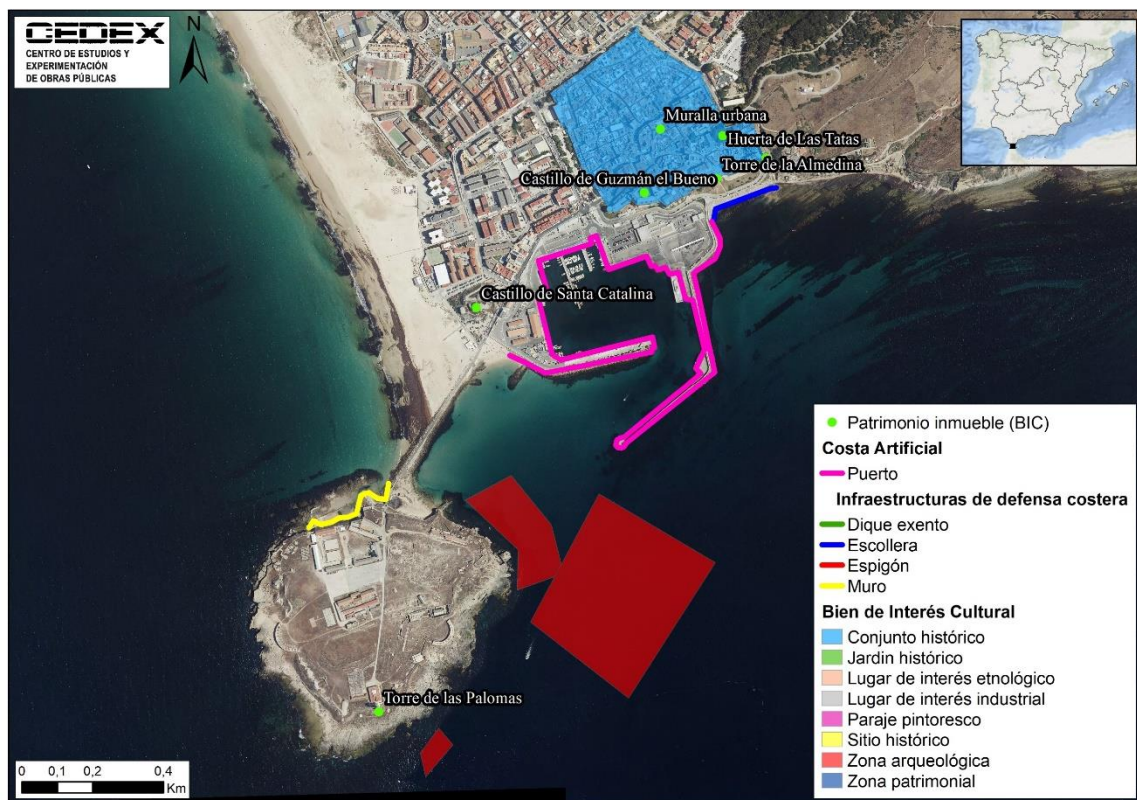 CEDEX
CENTRO DE ESTUDIOS Y
EXPERIMENTACIÓN
DE OBRAS PÚBLICAS
N
Muralla urbana
Huerta de Las Tatas
Torre de la Almedina
Castillo de Guzmán el Bueno
Castillo de Santa Catalina
Torre de las Palomas
Patrimonio inmueble (BIC)
Costa Artificial
Puerto
Infraestructuras de defensa costera
Dique exento
Escollera
Espigón
Muro
Bien de Interés Cultural
Conjunto histórico
Jardin histórico
Lugar de interés etnológico
Lugar de interés industrial
Paraje pintoresco
Sitio histórico
Zona arqueológica
Zona patrimonial
0 0,1 0,2 0,4
Km